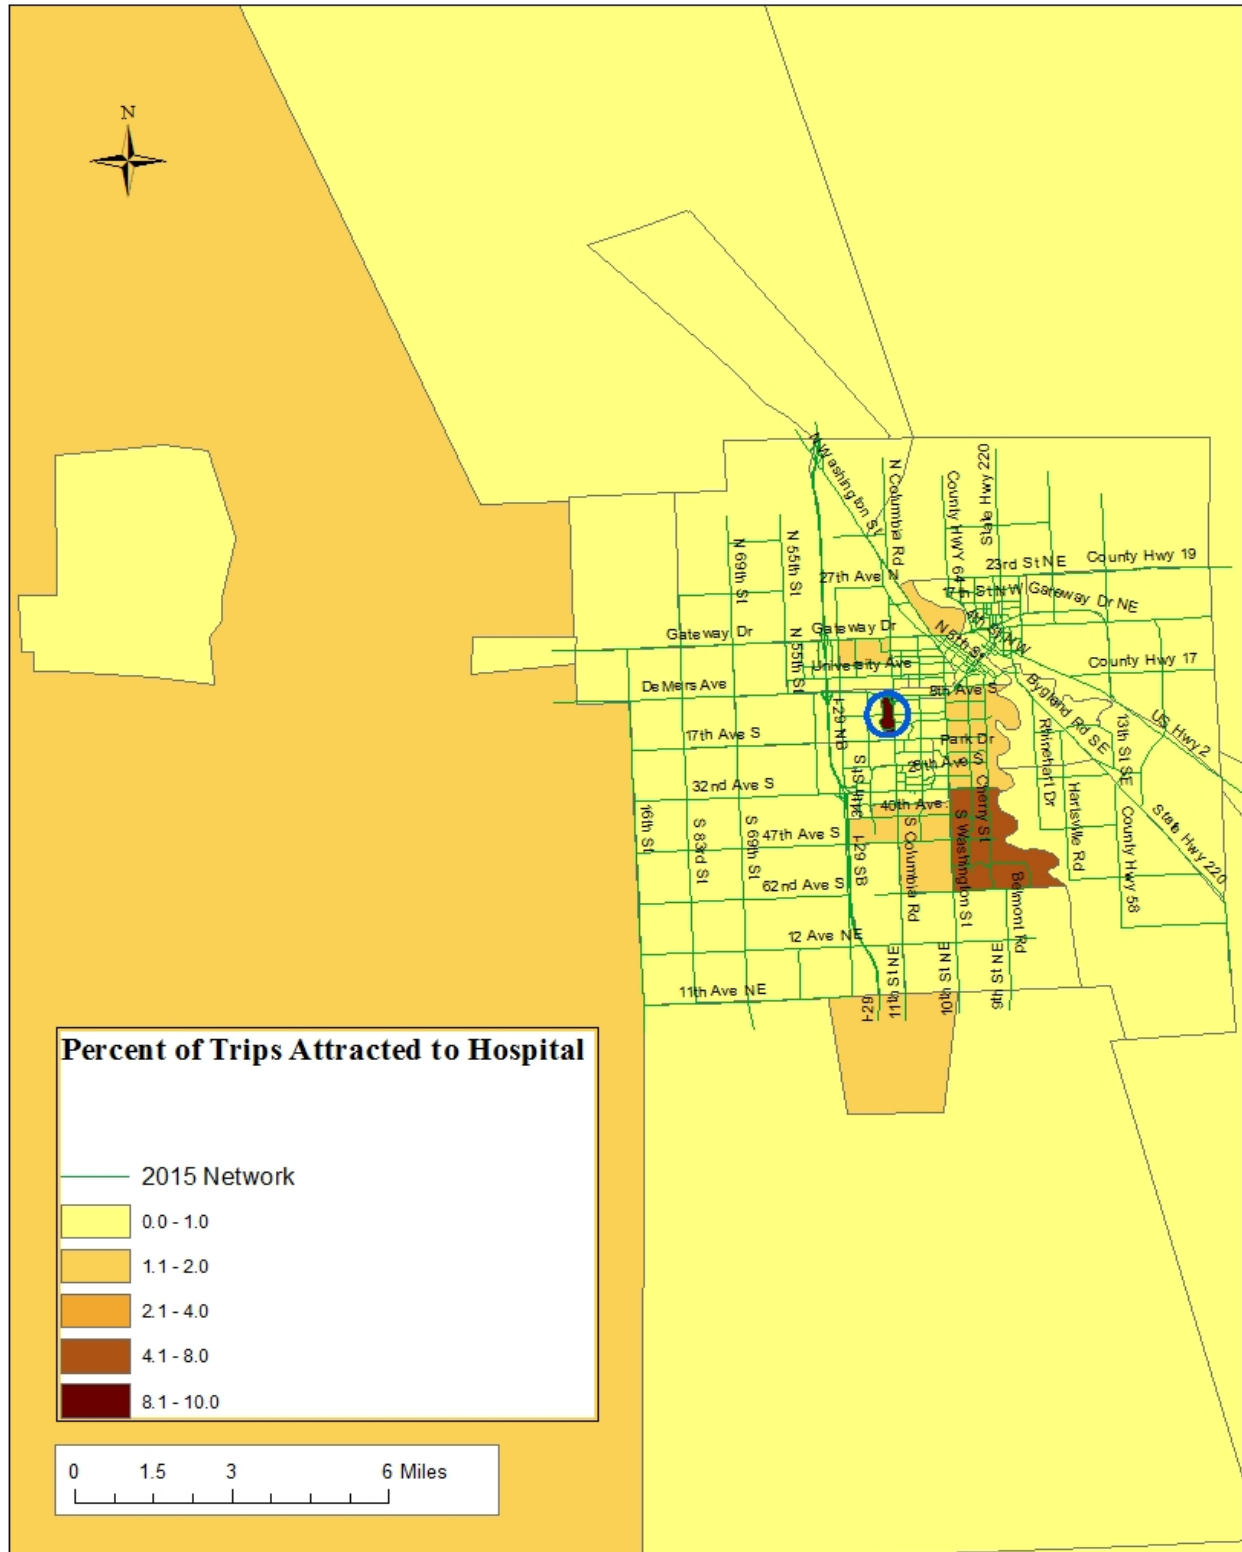 N
N Washington St
N Columbia Rd
County HWY 64
State Hwy 220
N 69th St
N 55th St
27th Ave N
23rd St NE
County Hwy 19
17th St NW
Gateway Dr NE
Gateway Dr
Gateway Dr
N 5th St
N 55th St
University Ave
County Hwy 17
DeMers Ave
8th Ave S
Bygland Rd SE
US Hwy 2
I-29 NB
17th Ave S
Park Dr
Rhinehart Dr
13th St SE
32nd Ave S
40th Ave
Cherry St
Hartsville Rd
State Hwy 220
16th St
S 83rd St
S 69th St
47th Ave S
I-29 SB
S Columbia Rd
S Washington St
County Hwy 58
62nd Ave S
Belmont Rd
12 Ave NE
11th Ave NE
I-29
11th St NE
10th St NE
9th St NE
Percent of Trips Attracted to Hospital
2015 Network
0.0 - 1.0
1.1 - 2.0
2.1 - 4.0
4.1 - 8.0
8.1 - 10.0
0 1.5 3 6 Miles